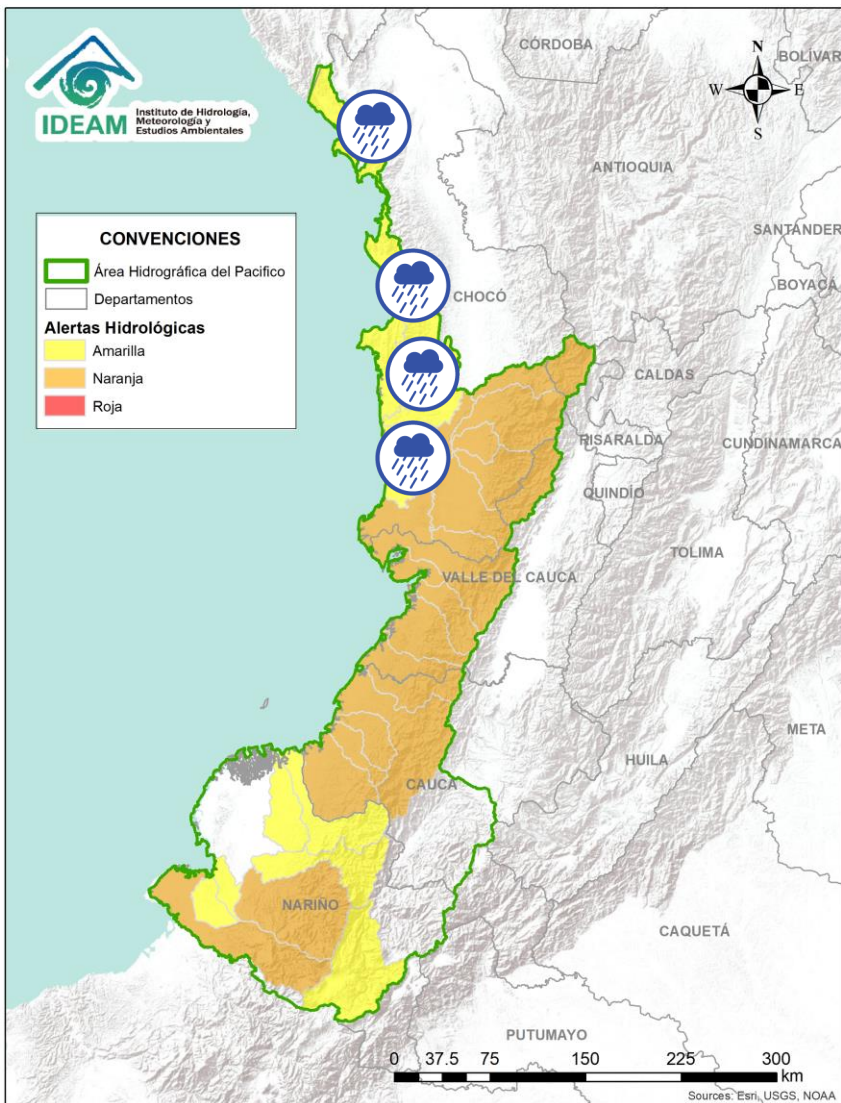 IDEAM
Instituto de Hidrología,
Meteorología y
Estudios Ambientales
CÓRDOBA
BOLÍVAR
N
W
E
S
ANTIOQUIA
SANTANDER
BOYACÁ
CONVENCIONES
Área Hidrográfica del Pacifico
Departamentos
Alertas Hidrológicas
Amarilla
Naranja
Roja
CHOCÓ
CALDAS
RISARALDA
CUNDINAMARCA
QUINDÍO
TOLIMA
VALLE DEL CAUCA
META
HUILA
CAUCA
NARIÑO
CAQUETÁ
PUTUMAYO
0 37.5 75 150 225 300
km
Sources: Esri, USGS, NOAA